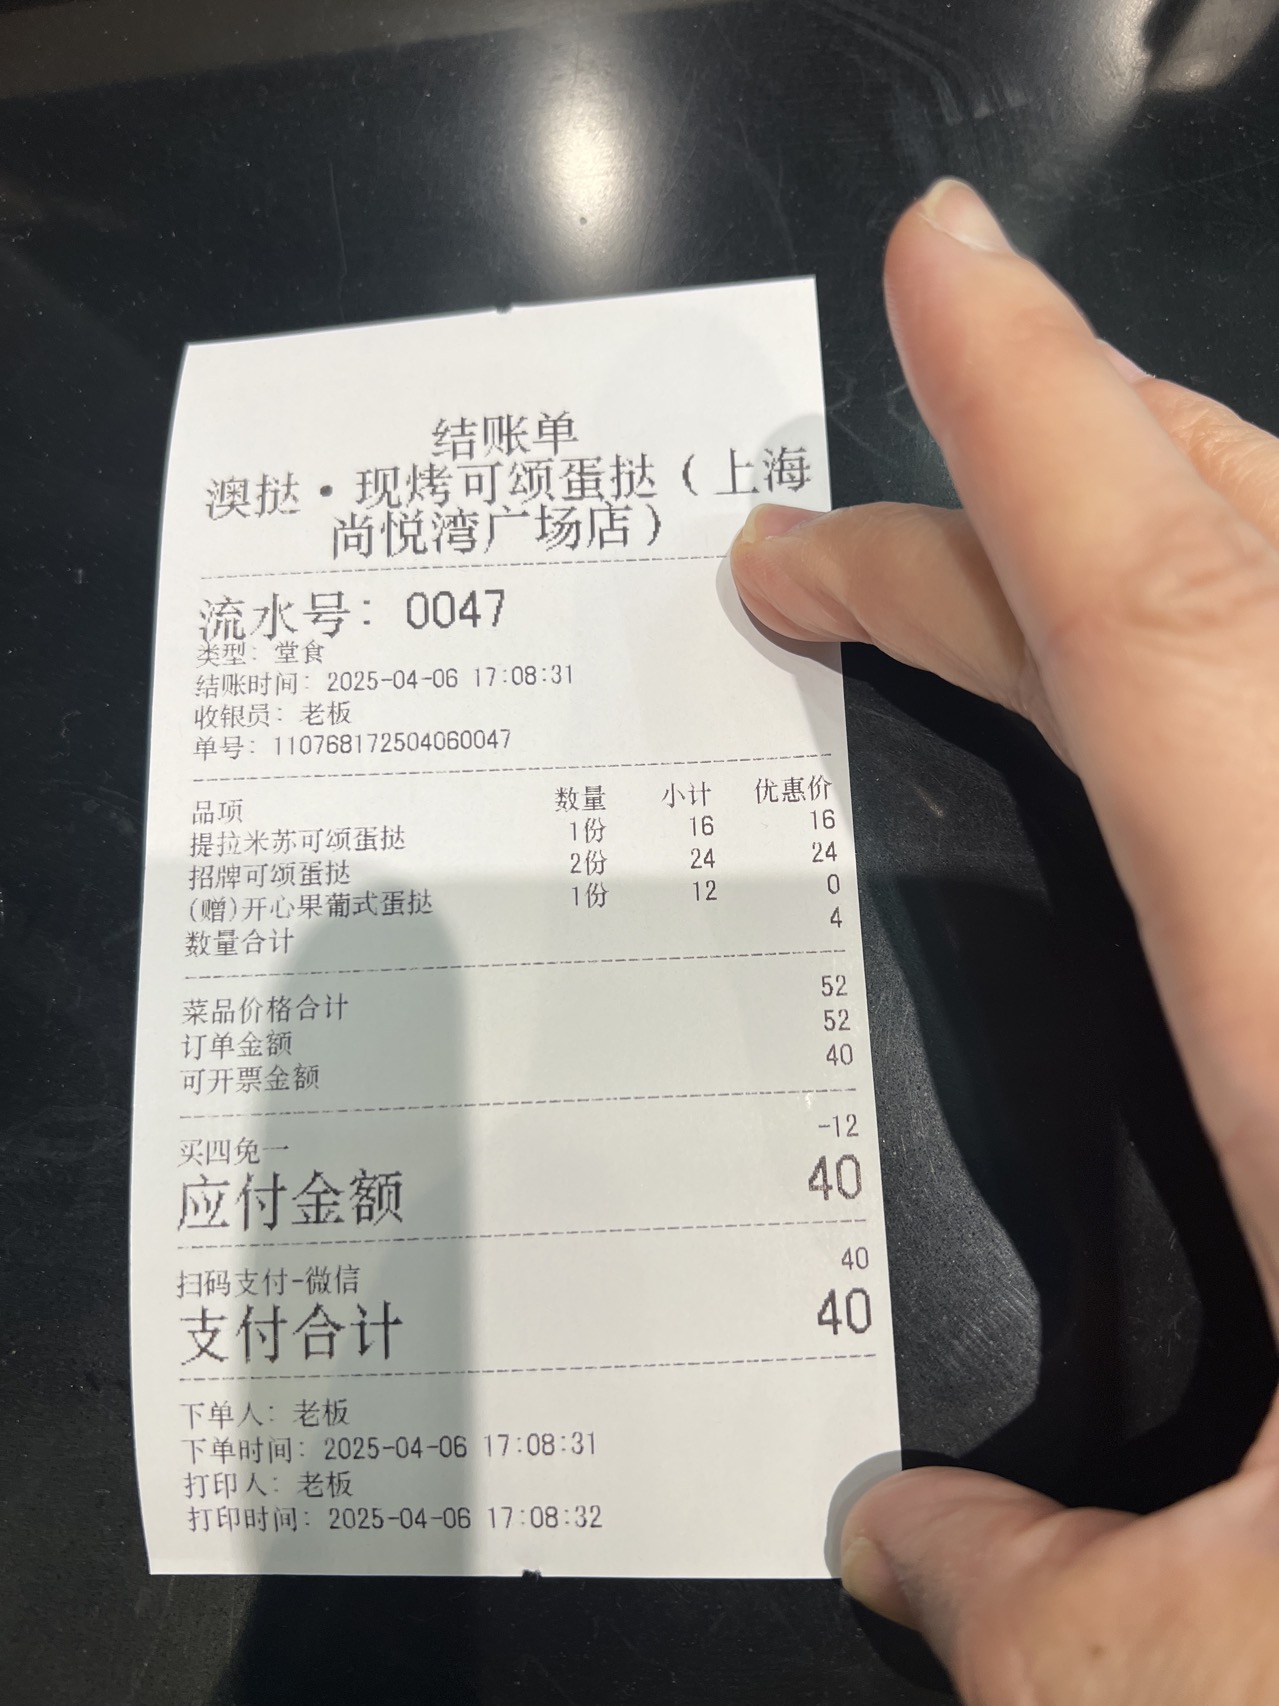 结账单
澳挞·现烤可颂蛋挞（上海
尚悦湾广场店）
流水号：0047
类型：堂食
结账时间：2025-04-06 17:08:31
收银员：老板
单号：110768172504060047
品项 数量 小计 优惠价
提拉米苏可颂蛋挞 1份 16 16
招牌可颂蛋挞 2份 24 24
(赠)开心果葡式蛋挞 1份 12 0
数量合计 4
菜品价格合计 52
订单金额 52
可开票金额 40
买四免一 -12
应付金额 40
扫码支付-微信 40
支付合计 40
下单人：老板
下单时间：2025-04-06 17:08:31
打印人：老板
打印时间：2025-04-06 17:08:32